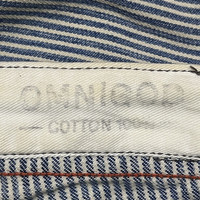 OMNIGOD
— COTTON 100% —